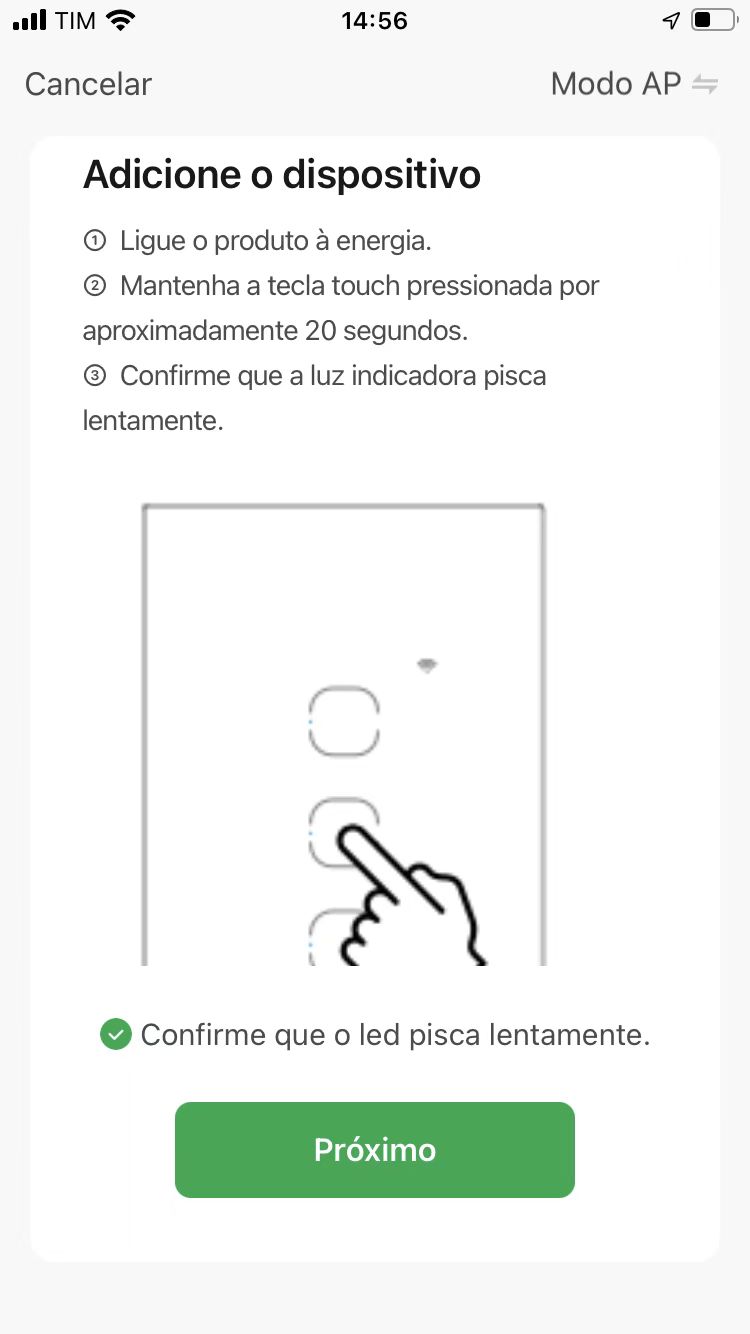 TIM
14:56
Cancelar
Modo AP
Adicione o dispositivo
① Ligue o produto à energia.
② Mantenha a tecla touch pressionada por
aproximadamente 20 segundos.
③ Confirme que a luz indicadora pisca
lentamente.
Confirme que o led pisca lentamente.
Próximo